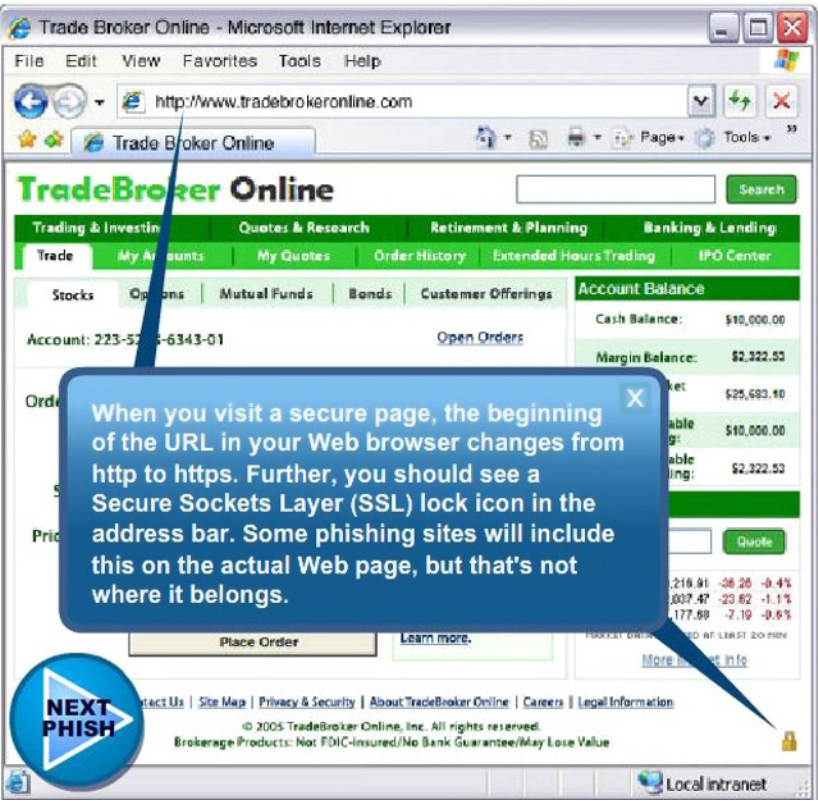 Trade Broker Online - Microsoft Internet Explorer
File Edit View Favorites Tools Help
http://www.tradebrokeronline.com
Trade Broker Online
Page Tools
TradeBroker Online
Search
Trading & Investing Quotes & Research Retirement & Planning Banking & Lending
Trade My Accounts My Quotes Order History Extended Hours Trading IPO Center
Stocks Options Mutual Funds Bonds Customer Offerings
Account Balance
Cash Balance: $10,000.00
Account: 223- -6343-01 Open Orders
Margin Balance: $2,322.53
$25,683.10
$10,000.00
$2,322.53
X
When you visit a secure page, the beginning
of the URL in your Web browser changes from
http to https. Further, you should see a
Secure Sockets Layer (SSL) lock icon in the
address bar. Some phishing sites will include
this on the actual Web page, but that's not
where it belongs.
Quote
-36.26 -0.4%
-23.62 -1.1%
-7.19 -0.6%
Place Order
Learn more.
More
Info
NEXT
PHISH
Us | Site Map | Privacy & Security | About TradeBroker Online | Careers | Legal Information
© 2005 TradeBroker Online, Inc. All rights reserved.
Brokerage Products: Not FDIC-Insured/No Bank Guarantee/May Lose Value
Local intranet